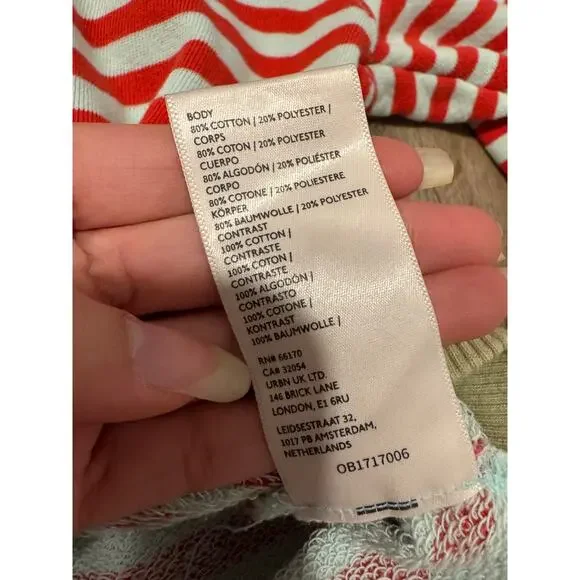 BODY
80% COTTON | 20% POLYESTER /
CORPS
80% COTON | 20% POLYESTER
CUERPO
80% ALGODÓN | 20% POLIÉSTER
CORPO
80% COTONE | 20% POLIESTERE
KÖRPER
80% BAUMWOLLE | 20% POLYESTER
CONTRAST
100% COTTON |
CONTRASTE
100% COTON |
CONTRASTE
100% ALGODÓN |
CONTRASTO
100% COTONE |
KONTRAST
100% BAUMWOLLE |
RN# 66170
CA# 32054
URBN UK LTD.
146 BRICK LANE
LONDON, E1 6RU
LEIDSESTRAAT 32,
1017 PB AMSTERDAM,
NETHERLANDS
OB1717006